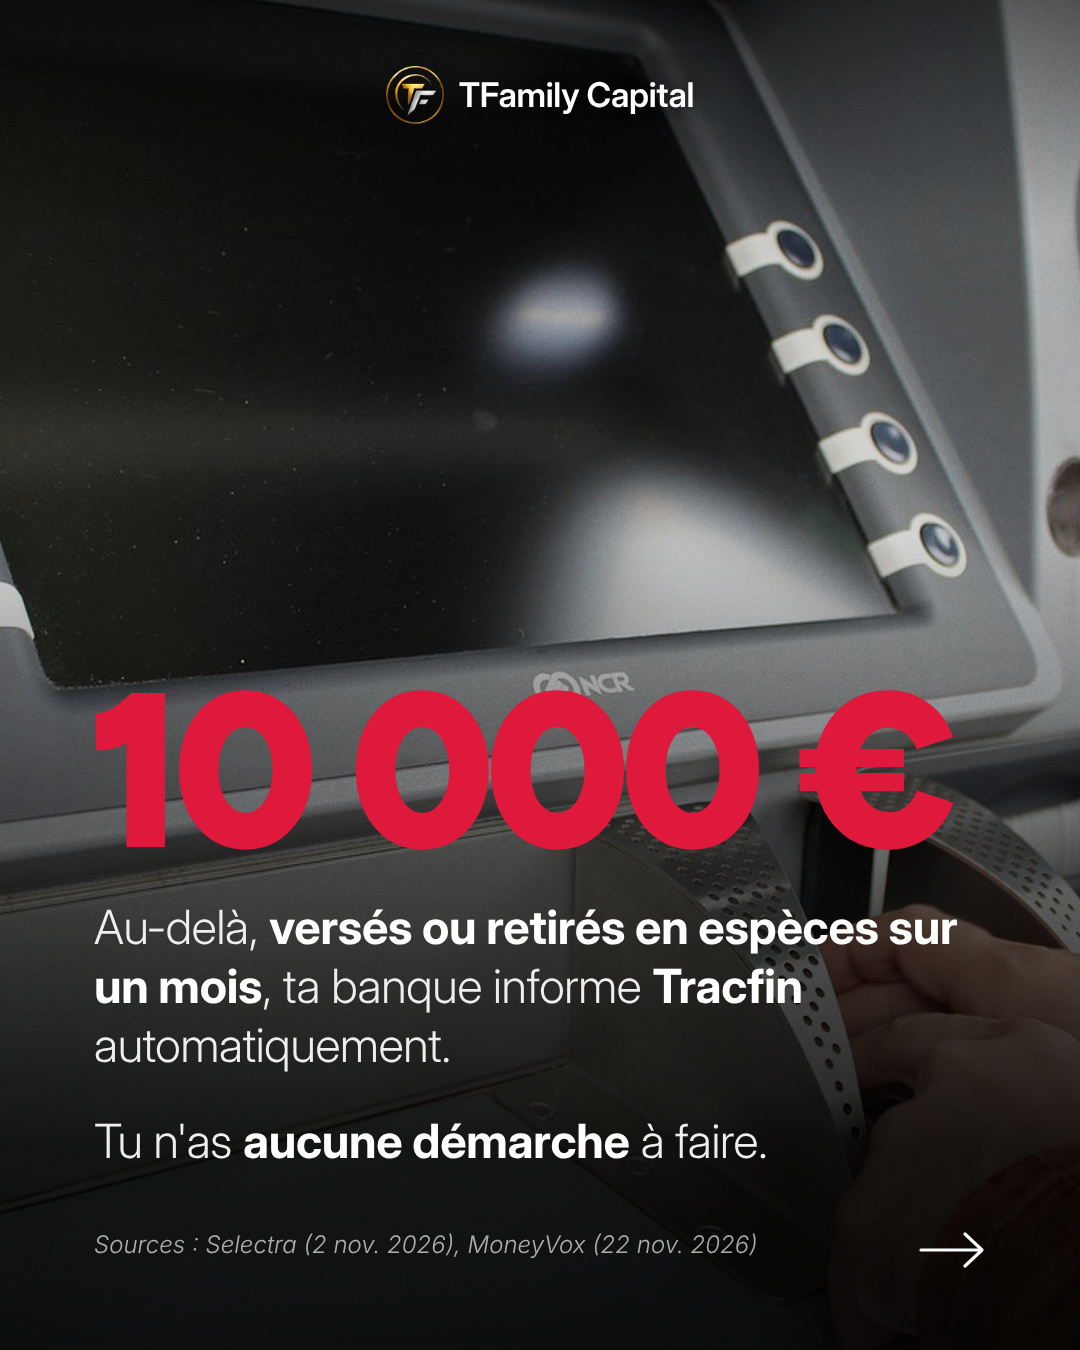 TF TFamily Capital
NCR
10 000 €
Au-delà, versés ou retirés en espèces sur
un mois, ta banque informe Tracfin
automatiquement.
Tu n'as aucune démarche à faire.
Sources : Selectra (2 nov. 2026), MoneyVox (22 nov. 2026)